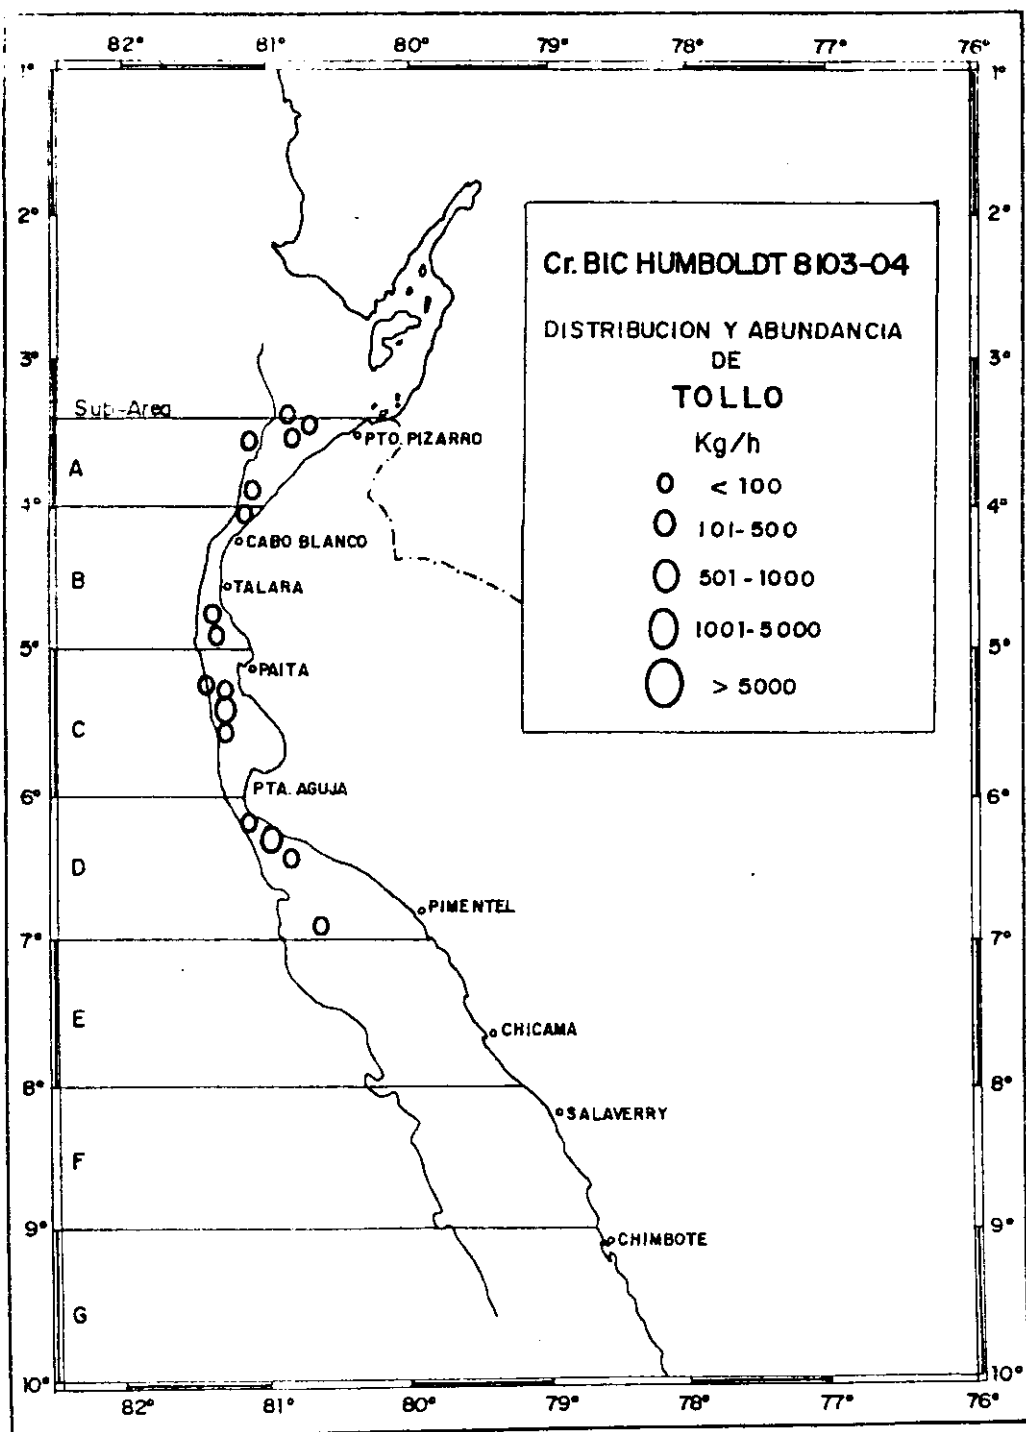 82° 81° 80° 79° 78° 77° 76°
1° 1°
2° 2°
Cr. BIC HUMBOLDT 8103-04
DISTRIBUCION Y ABUNDANCIA
DE
TOLLO
Kg/h
< 100
101-500
501-1000
1001-5000
> 5000
3° 3°
Sub-Area
PTO. PIZARRO
A
4° 4°
CABO BLANCO
B
TALARA
5° 5°
PAITA
C
PTA. AGUJA
6° 6°
D
PIMENTEL
7° 7°
E
CHICAMA
8° 8°
SALAVERRY
F
9° 9°
CHIMBOTE
G
10° 10°
82° 81° 80° 79° 78° 77° 76°